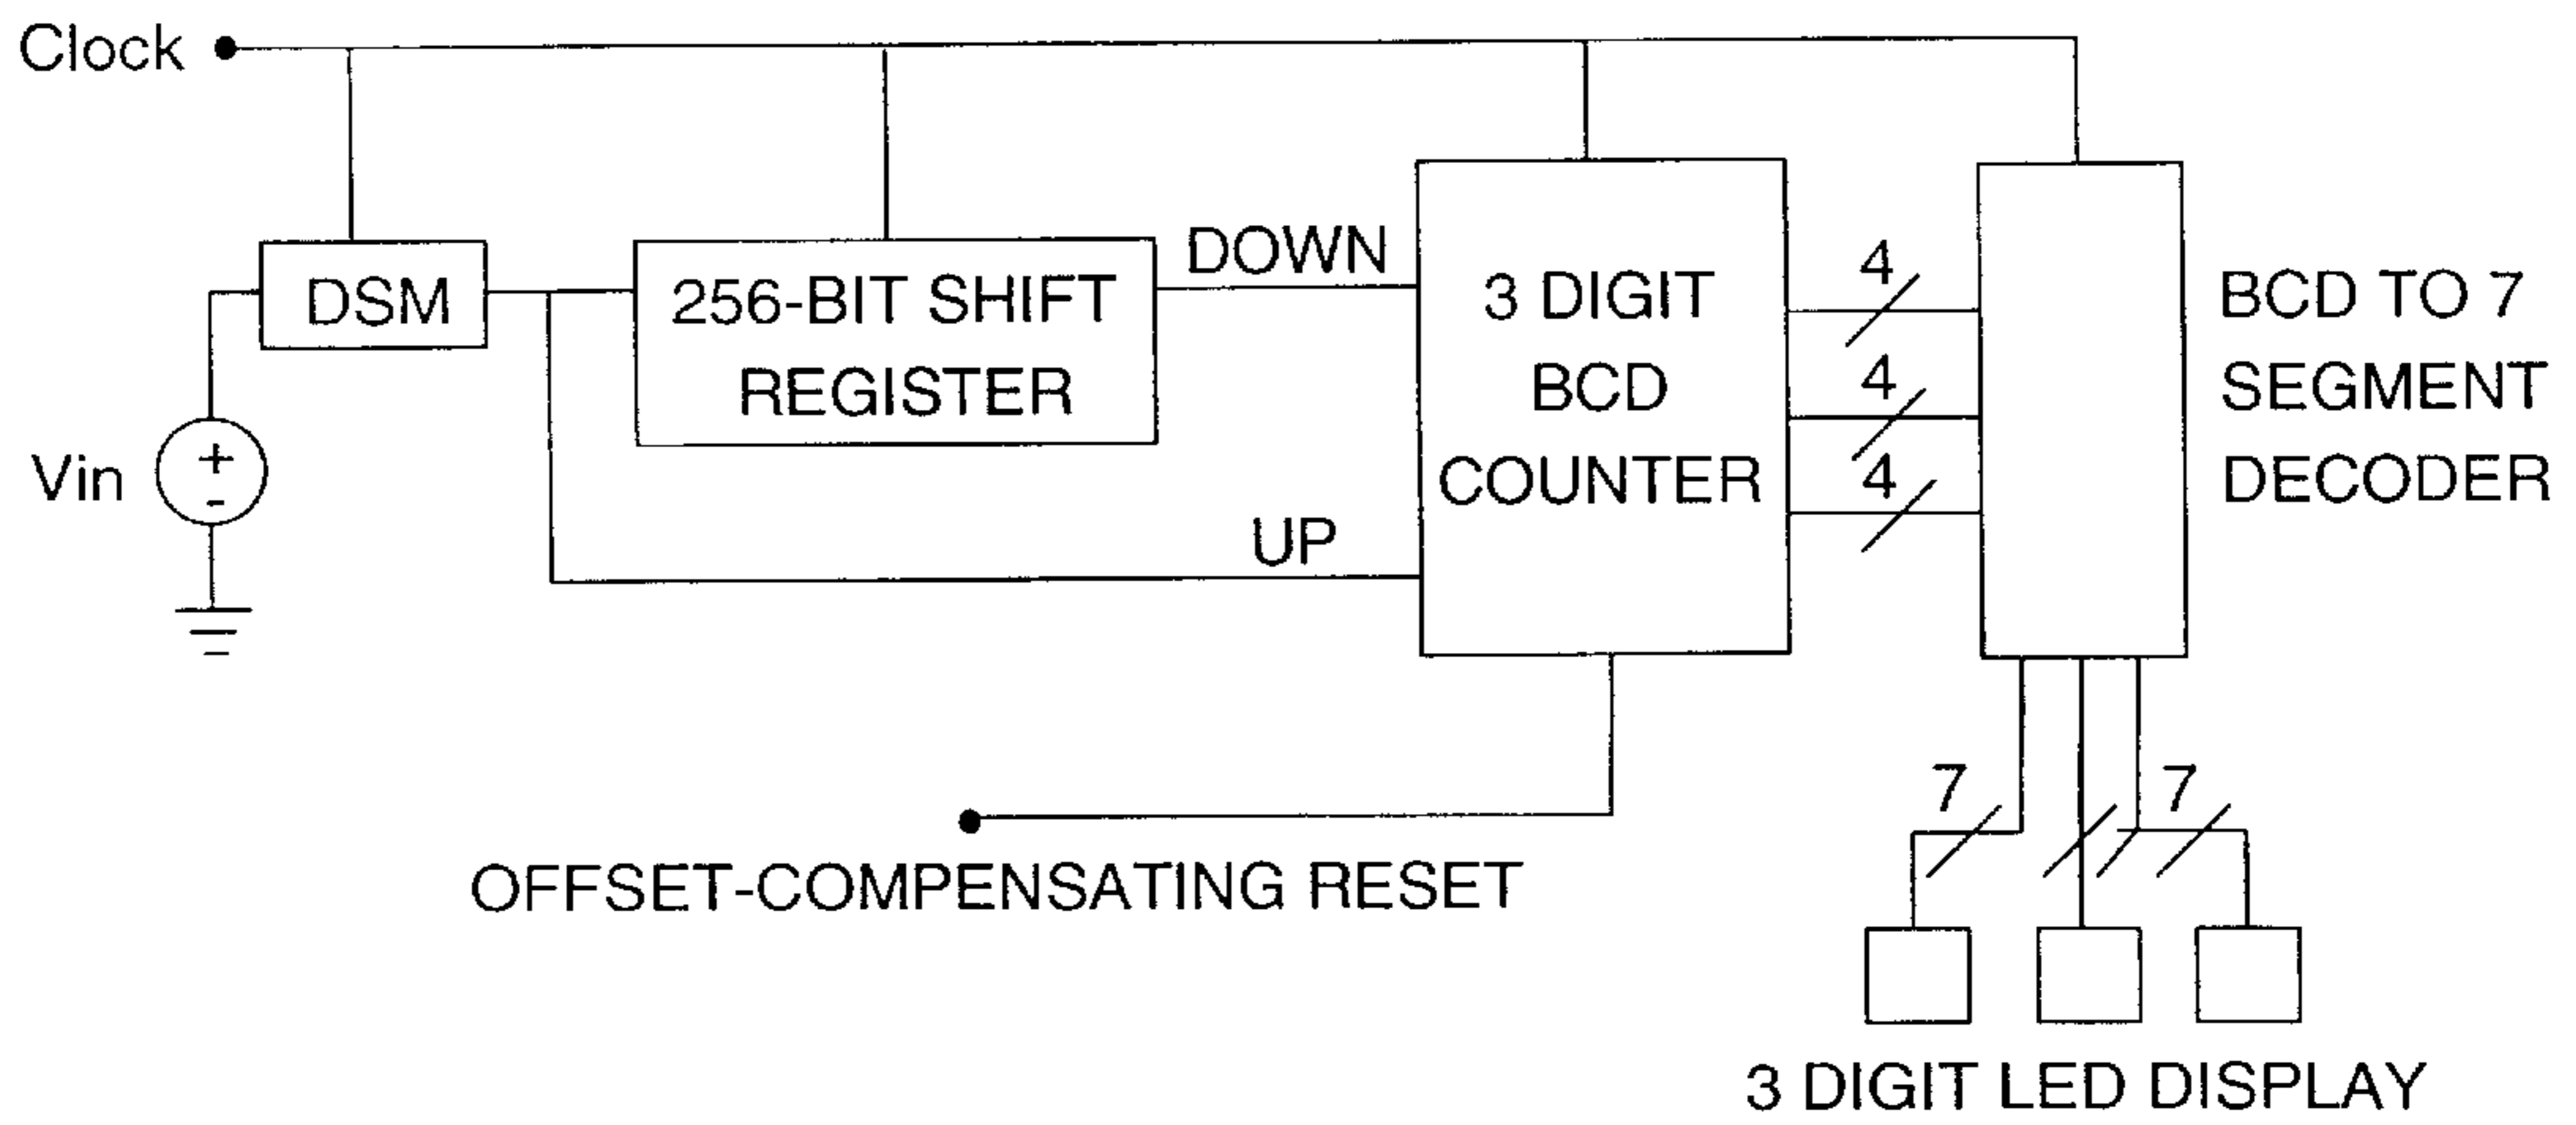 Clock
DSM
256-BIT SHIFT
REGISTER
DOWN
UP
3 DIGIT
BCD
COUNTER
4
4
4
BCD TO 7
SEGMENT
DECODER
Vin
+
-
OFFSET-COMPENSATING RESET
7
7
3 DIGIT LED DISPLAY